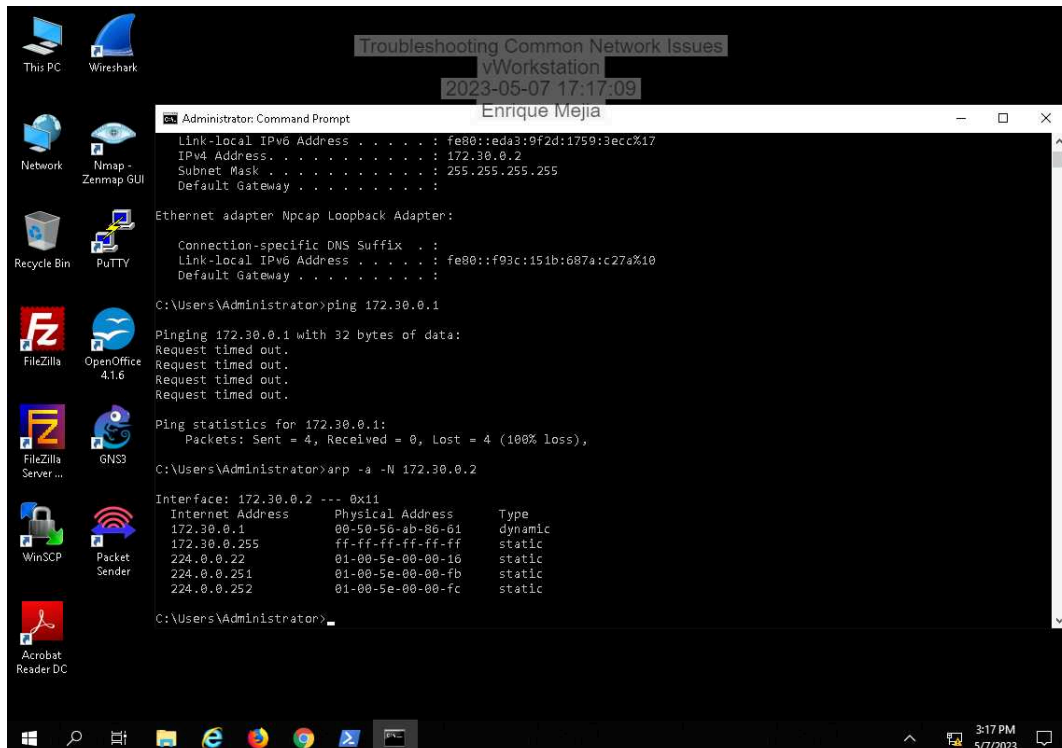 Troubleshooting Common Network Issues
vWorkstation
2023-05-07 17:17:09
Enrique Mejia
This PC
Wireshark
Network
Nmap -
Zenmap GUI
Recycle Bin
PuTTY
FileZilla
OpenOffice
4.1.6
FileZilla
Server ...
GNS3
WinSCP
Packet
Sender
Acrobat
Reader DC
Administrator: Command Prompt
Link-local IPv6 Address . . . . . : fe80::eda3:9f2d:1759:3ecc%17
IPv4 Address. . . . . . . . . . . : 172.30.0.2
Subnet Mask . . . . . . . . . . . : 255.255.255.255
Default Gateway . . . . . . . . . :
Ethernet adapter Npcap Loopback Adapter:
Connection-specific DNS Suffix  . :
Link-local IPv6 Address . . . . . : fe80::f93c:151b:687a:c27a%10
Default Gateway . . . . . . . . . :
C:\Users\Administrator>ping 172.30.0.1
Pinging 172.30.0.1 with 32 bytes of data:
Request timed out.
Request timed out.
Request timed out.
Request timed out.
Ping statistics for 172.30.0.1:
Packets: Sent = 4, Received = 0, Lost = 4 (100% loss),
C:\Users\Administrator>arp -a -N 172.30.0.2
Interface: 172.30.0.2 --- 0x11
Internet Address      Physical Address      Type
172.30.0.1            00-50-56-ab-86-61     dynamic
172.30.0.255          ff-ff-ff-ff-ff-ff     static
224.0.0.22            01-00-5e-00-00-16     static
224.0.0.251           01-00-5e-00-00-fb     static
224.0.0.252           01-00-5e-00-00-fc     static
C:\Users\Administrator>
3:17 PM
5/7/2023